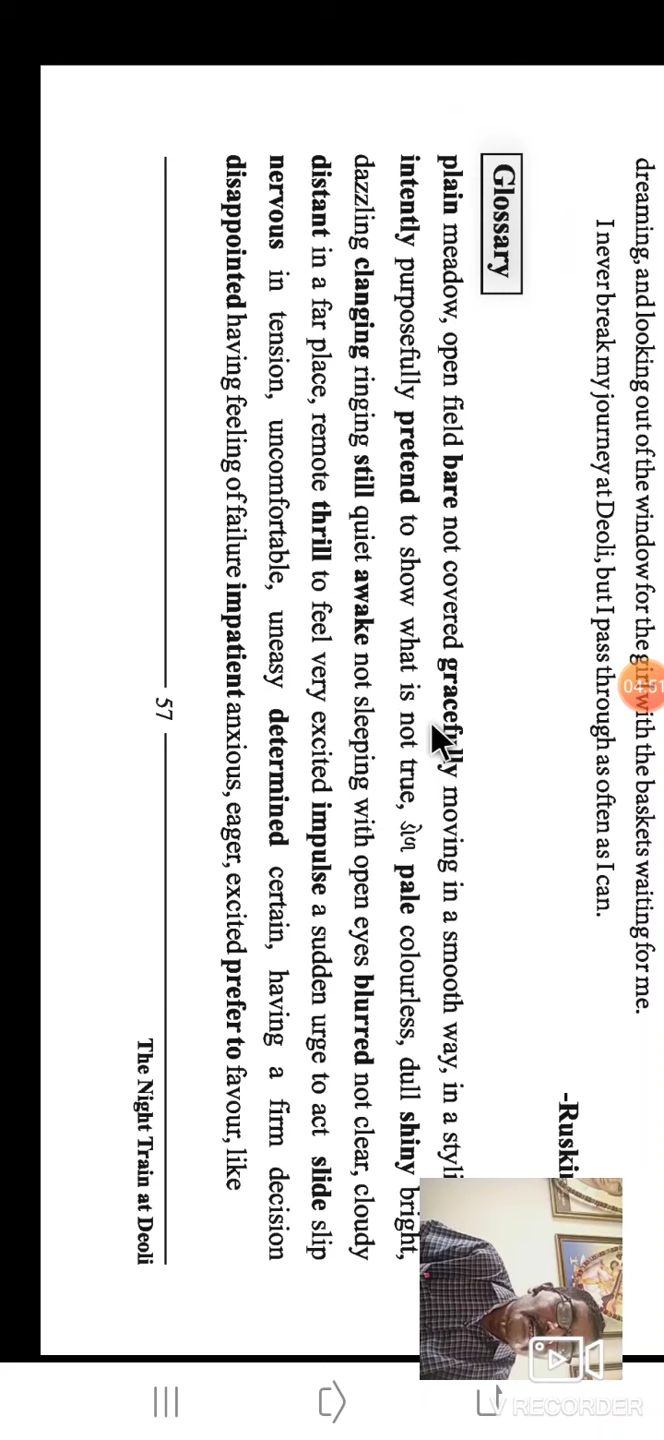 dreaming, and looking out of the window for the girl with the baskets waiting for me.
I never break my journey at Deoli, but I pass through as often as I can.
Glossary
plain meadow, open field bare not covered gracefully moving in a smooth way, in a
intently purposefully pretend to show what is not true, ડોળ pale colourless, dull shiny bright,
dazzling clanging ringing still quiet awake not sleeping with open eyes blurred not clear, cloudy
distant in a far place, remote thrill to feel very excited impulse a sudden urge to act slide slip
nervous in tension, uncomfortable, uneasy determined certain, having a firm decision
disappointed having feeling of failure impatient anxious, eager, excited prefer to favour, like
57
The Night Train at Deoli
04:51
V RECORDER